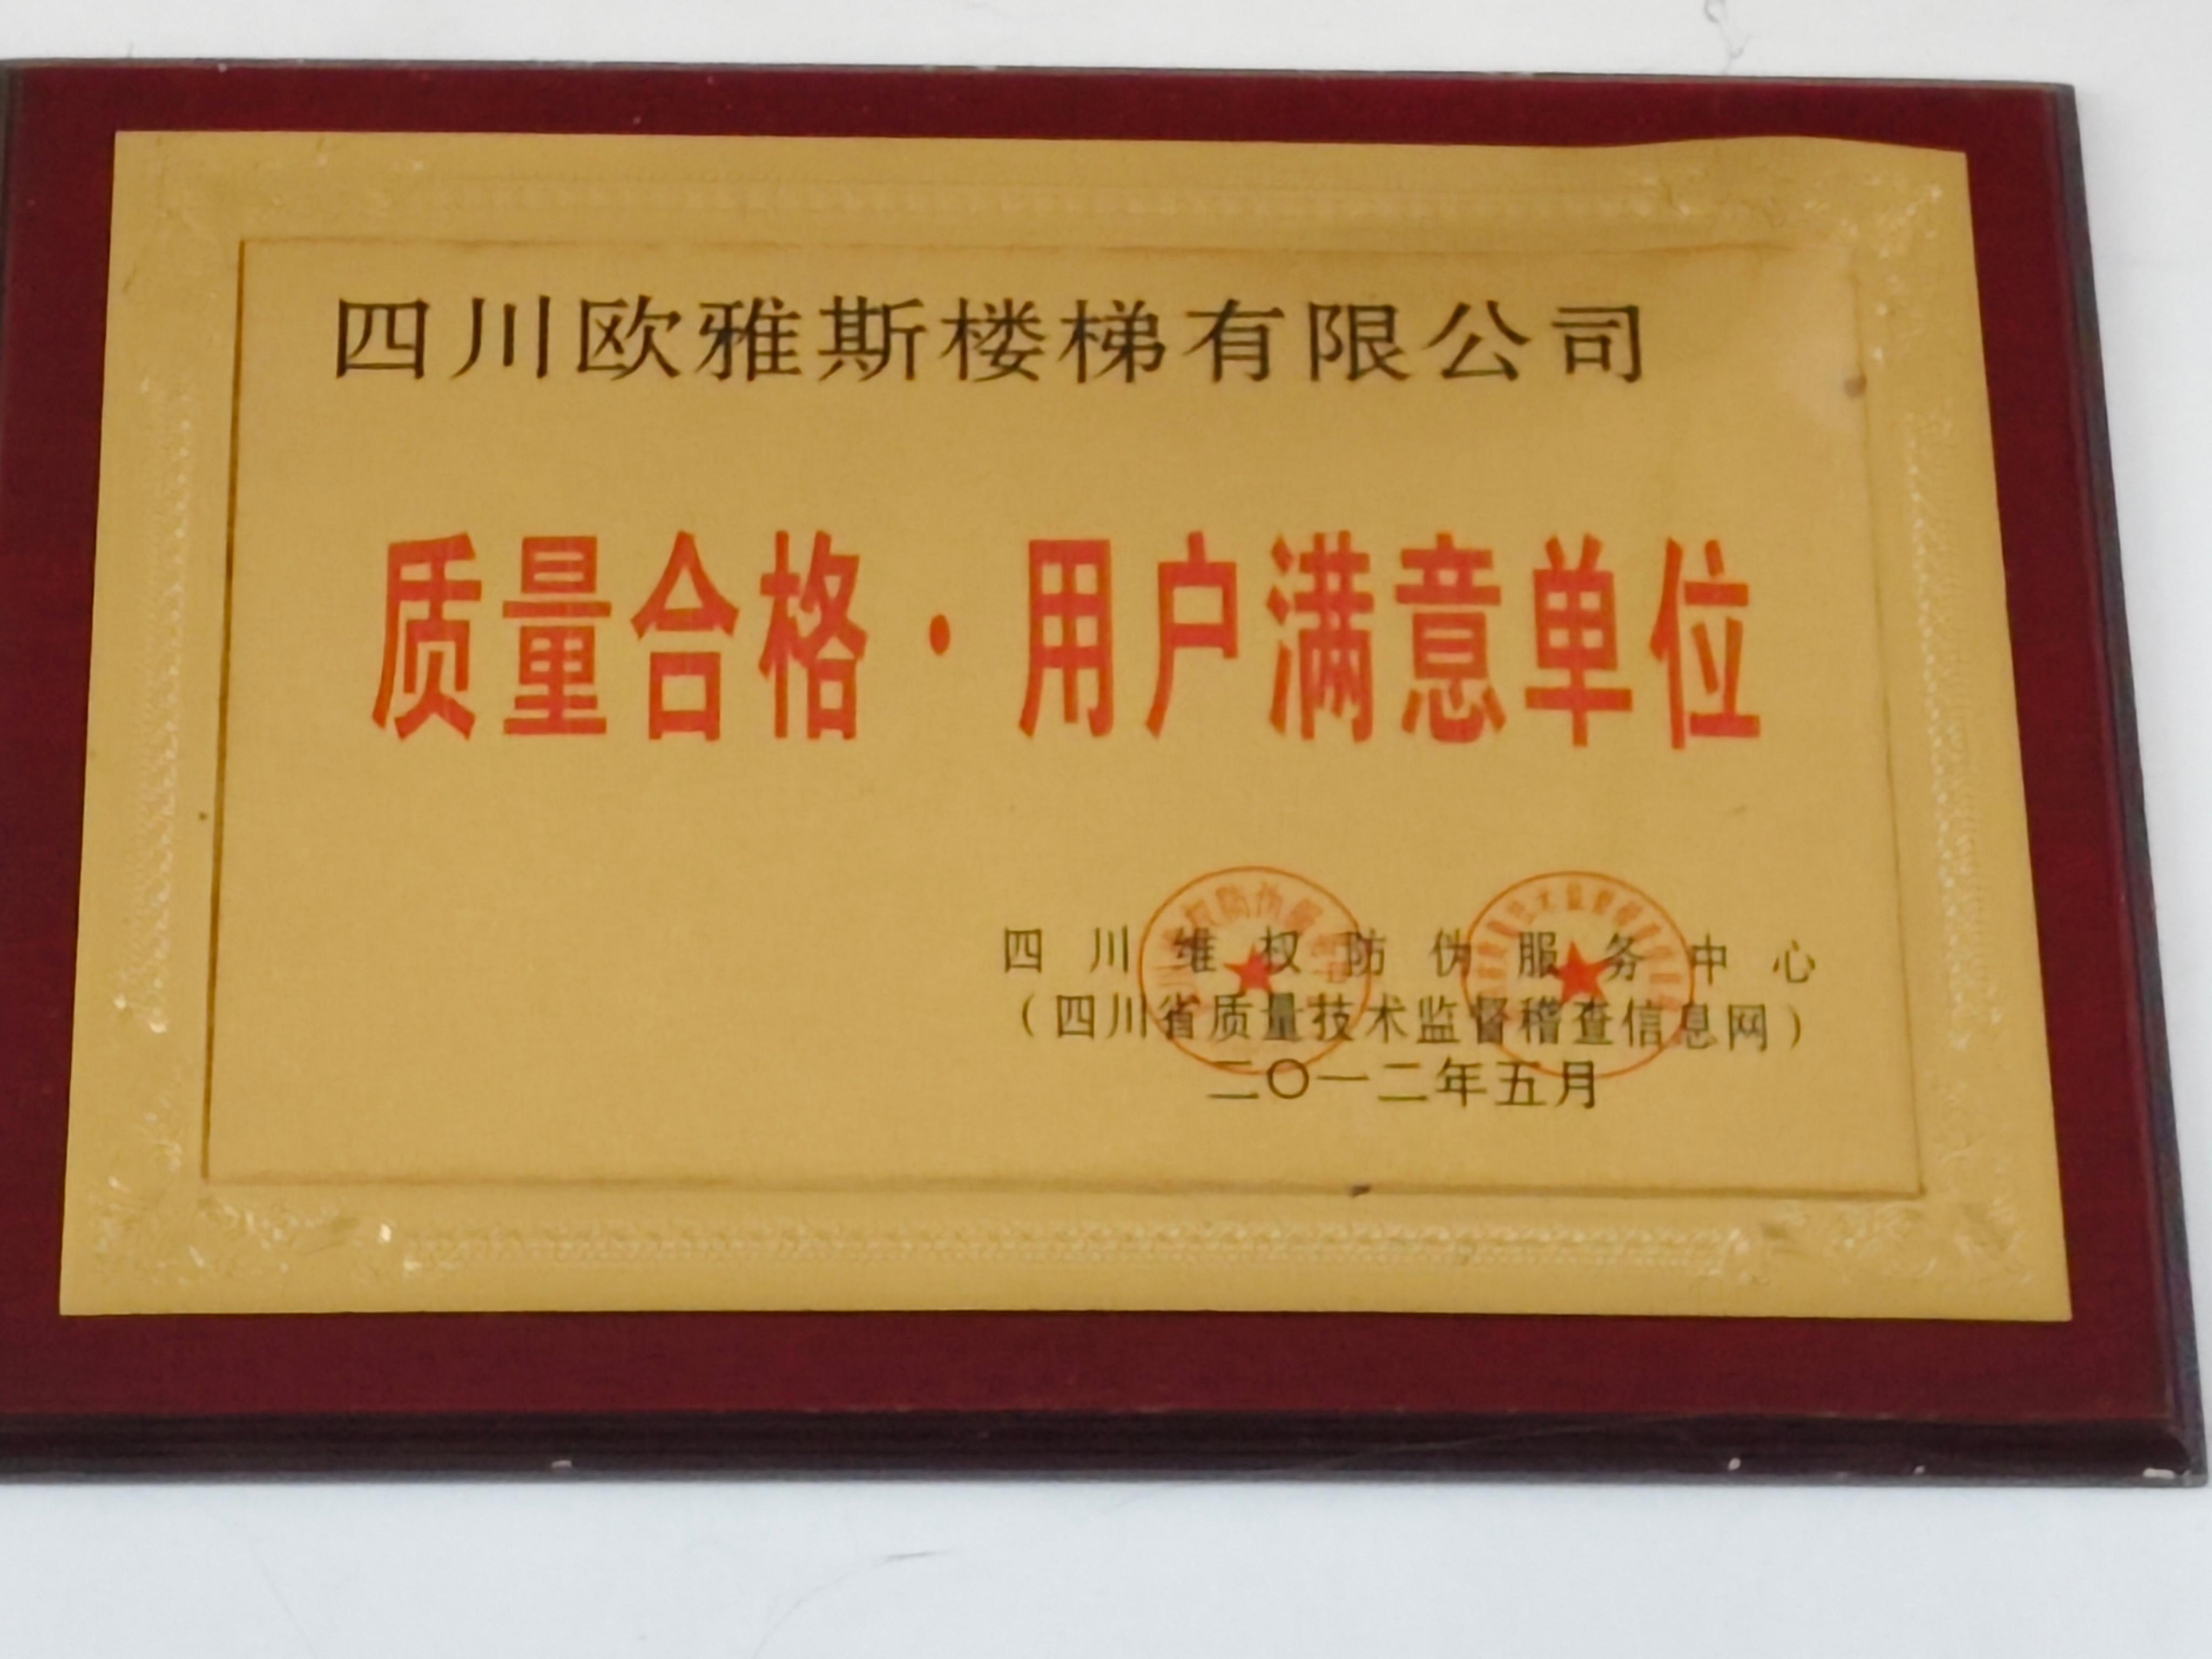 四川欧雅斯楼梯有限公司
质量合格·用户满意单位
四川维权防伪服务中心
（四川省质量技术监督稽查信息网）
二〇一二年五月